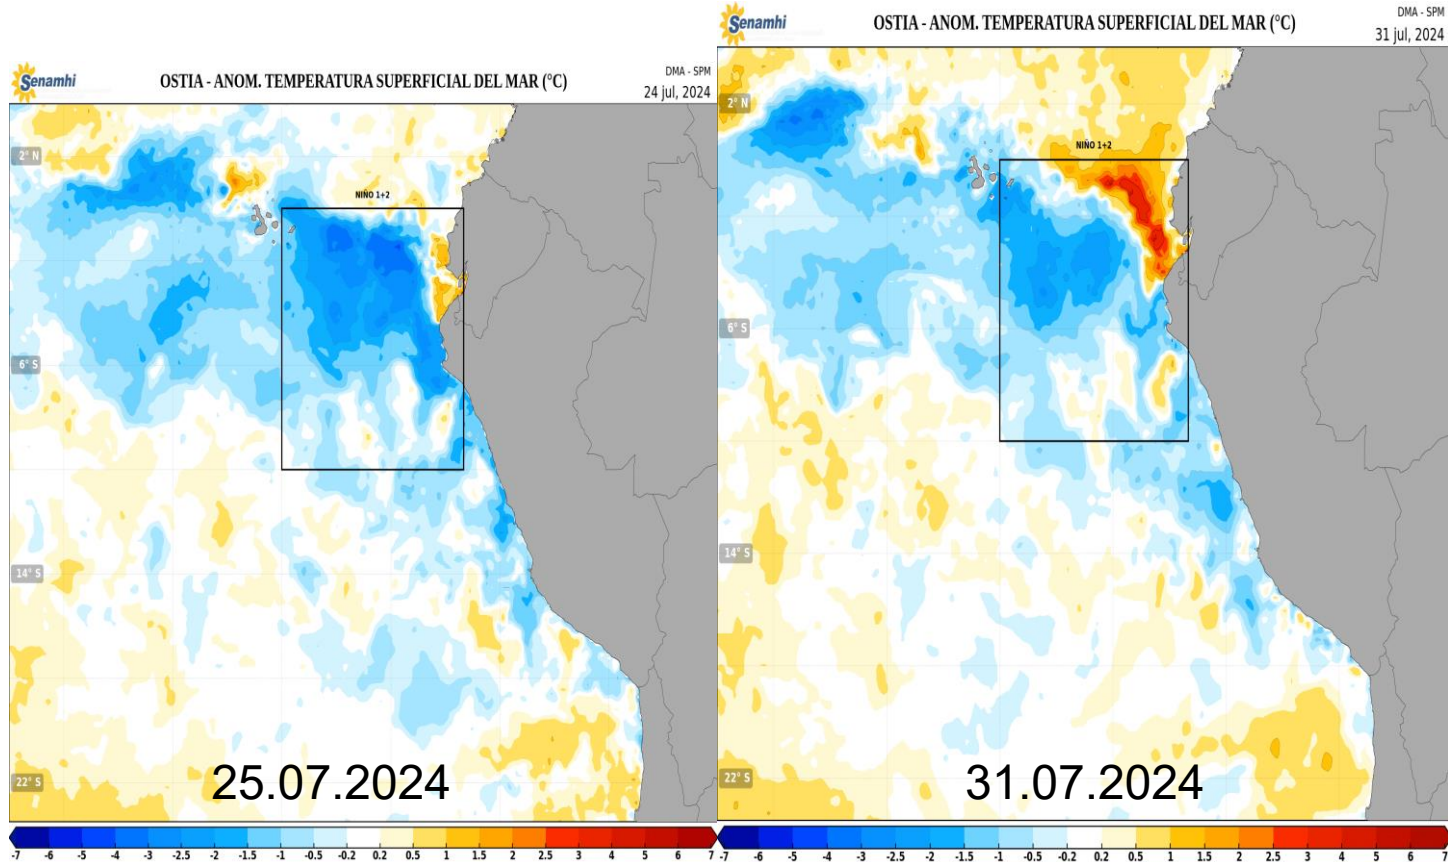 Senamhi
OSTIA - ANOM. TEMPERATURA SUPERFICIAL DEL MAR (°C)
DMA - SPM
24 jul, 2024
2° N
NIÑO 1+2
6° S
14° S
22° S
25.07.2024
-7 -6 -5 -4 -3 -2.5 -2 -1.5 -1 -0.5 -0.2 0.2 0.5 1 1.5 2 2.5 3 4 5 6 7
Senamhi
OSTIA - ANOM. TEMPERATURA SUPERFICIAL DEL MAR (°C)
DMA - SPM
31 jul, 2024
2° N
NIÑO 1+2
6° S
14° S
22° S
31.07.2024
-7 -6 -5 -4 -3 -2.5 -2 -1.5 -1 -0.5 -0.2 0.2 0.5 1 1.5 2 2.5 3 4 5 6